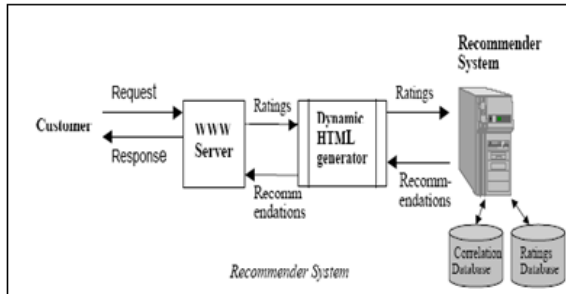 Recommender
System
Request
Ratings
Dynamic
HTML
generator
Ratings
Customer
WWW
Server
Response
Recomm
endations
Recomm-
endations
Correlation
Database
Ratings
Database
Recommender System